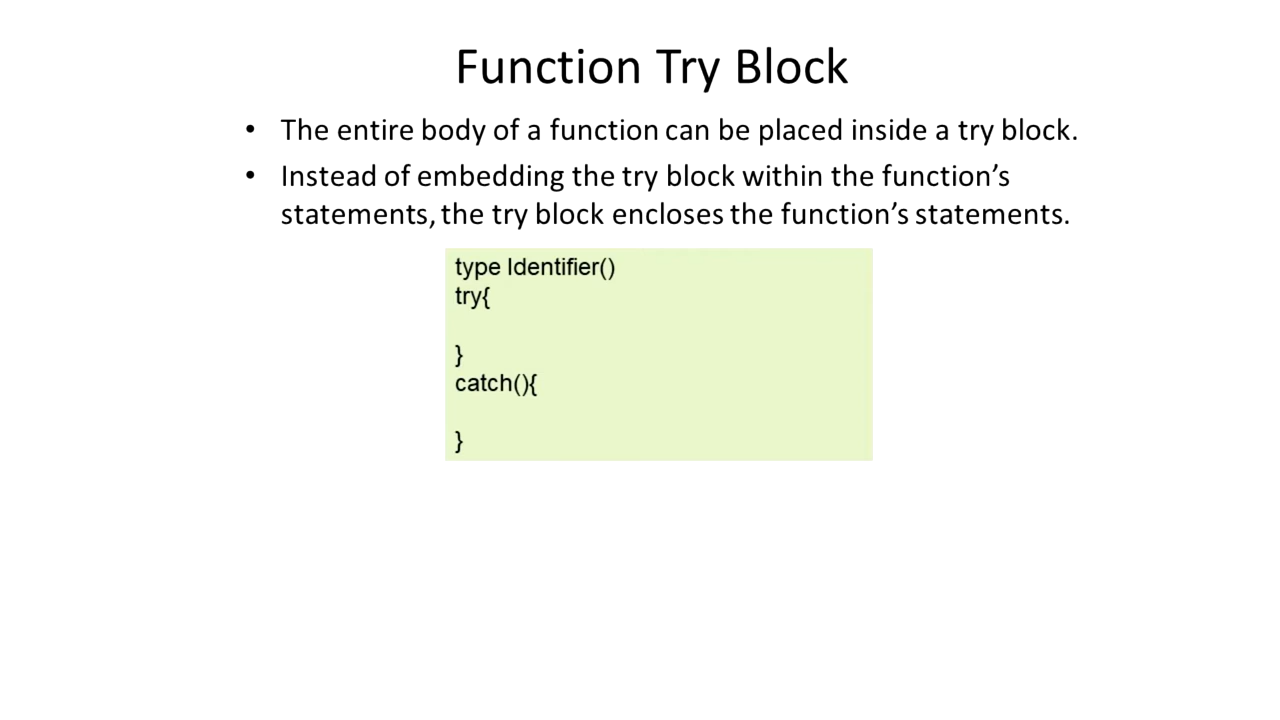 Function Try Block
• The entire body of a function can be placed inside a try block.
• Instead of embedding the try block within the function’s
statements, the try block encloses the function’s statements.
type Identifier()
try{
}
catch(){
}